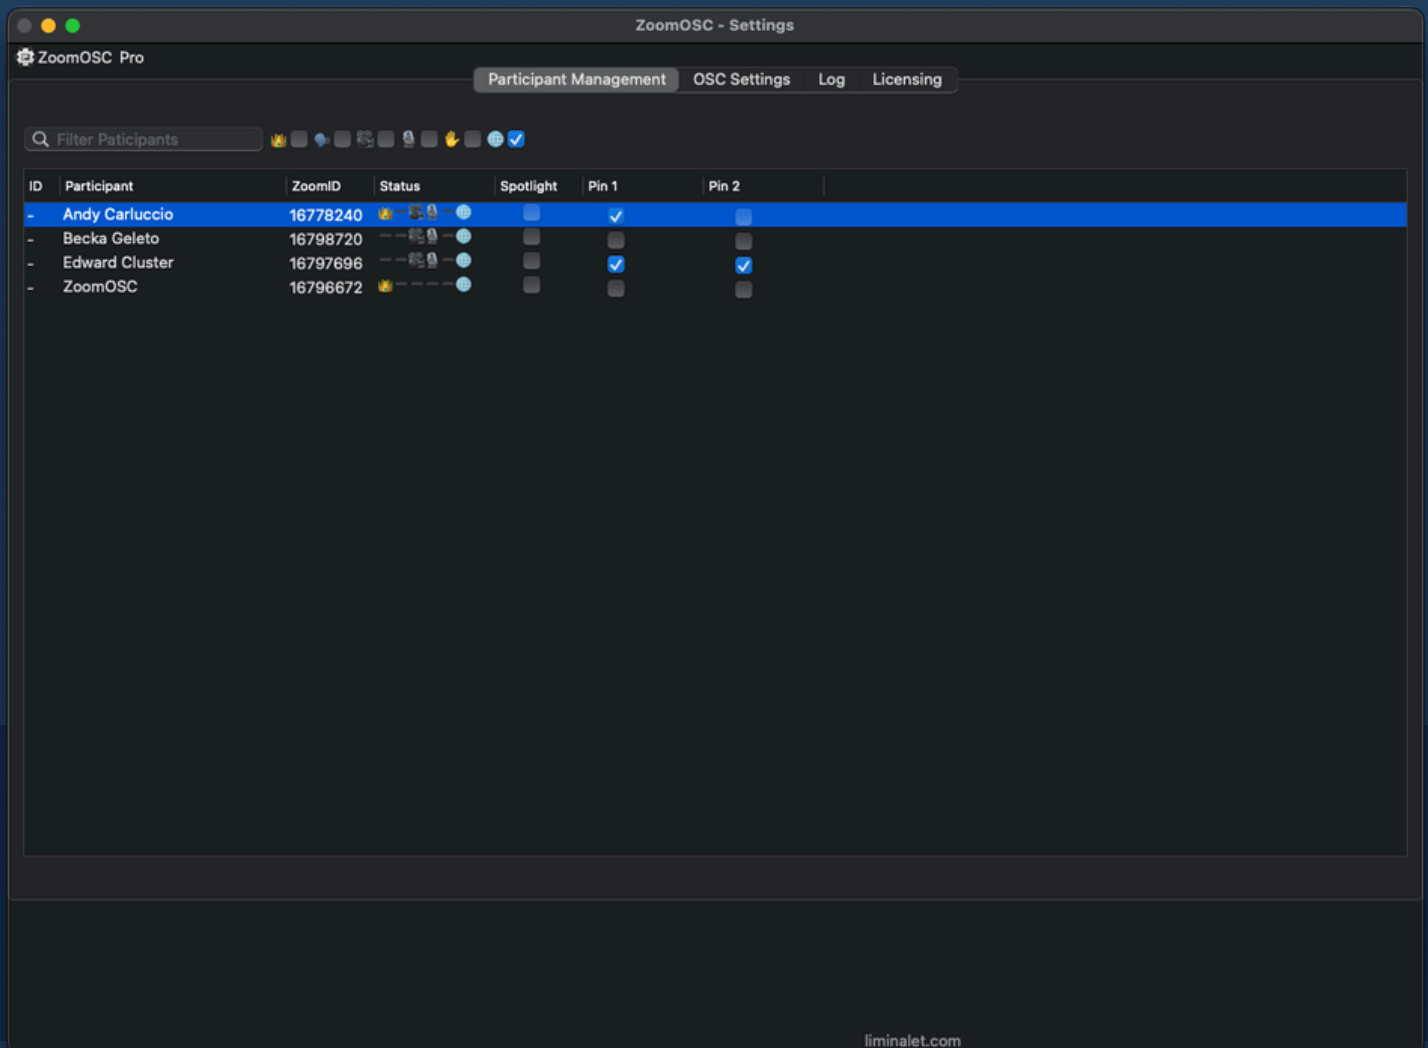 ZoomOSC - Settings
ZoomOSC Pro
Participant Management OSC Settings Log Licensing
Filter Paticipants
ID Participant ZoomID Status Spotlight Pin 1 Pin 2
- Andy Carluccio 16778240
- Becka Geleto 16798720
- Edward Cluster 16797696
- ZoomOSC 16796672
liminalet.com